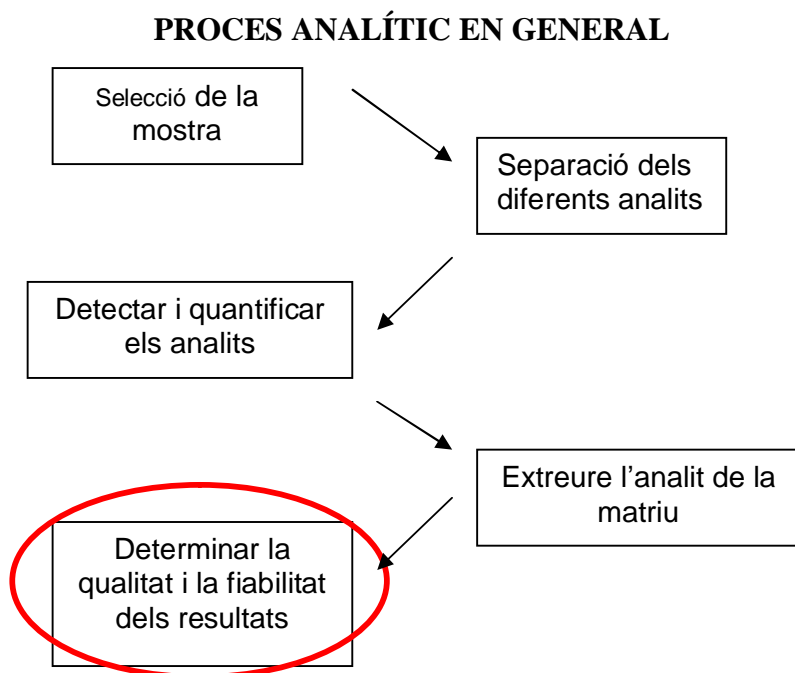 PROCES ANALÍTIC EN GENERAL
Selecció de la
mostra
Separació dels
diferents analits
Detectar i quantificar
els analits
Extreure l’analit de la
matriu
Determinar la
qualitat i la fiabilitat
dels resultats